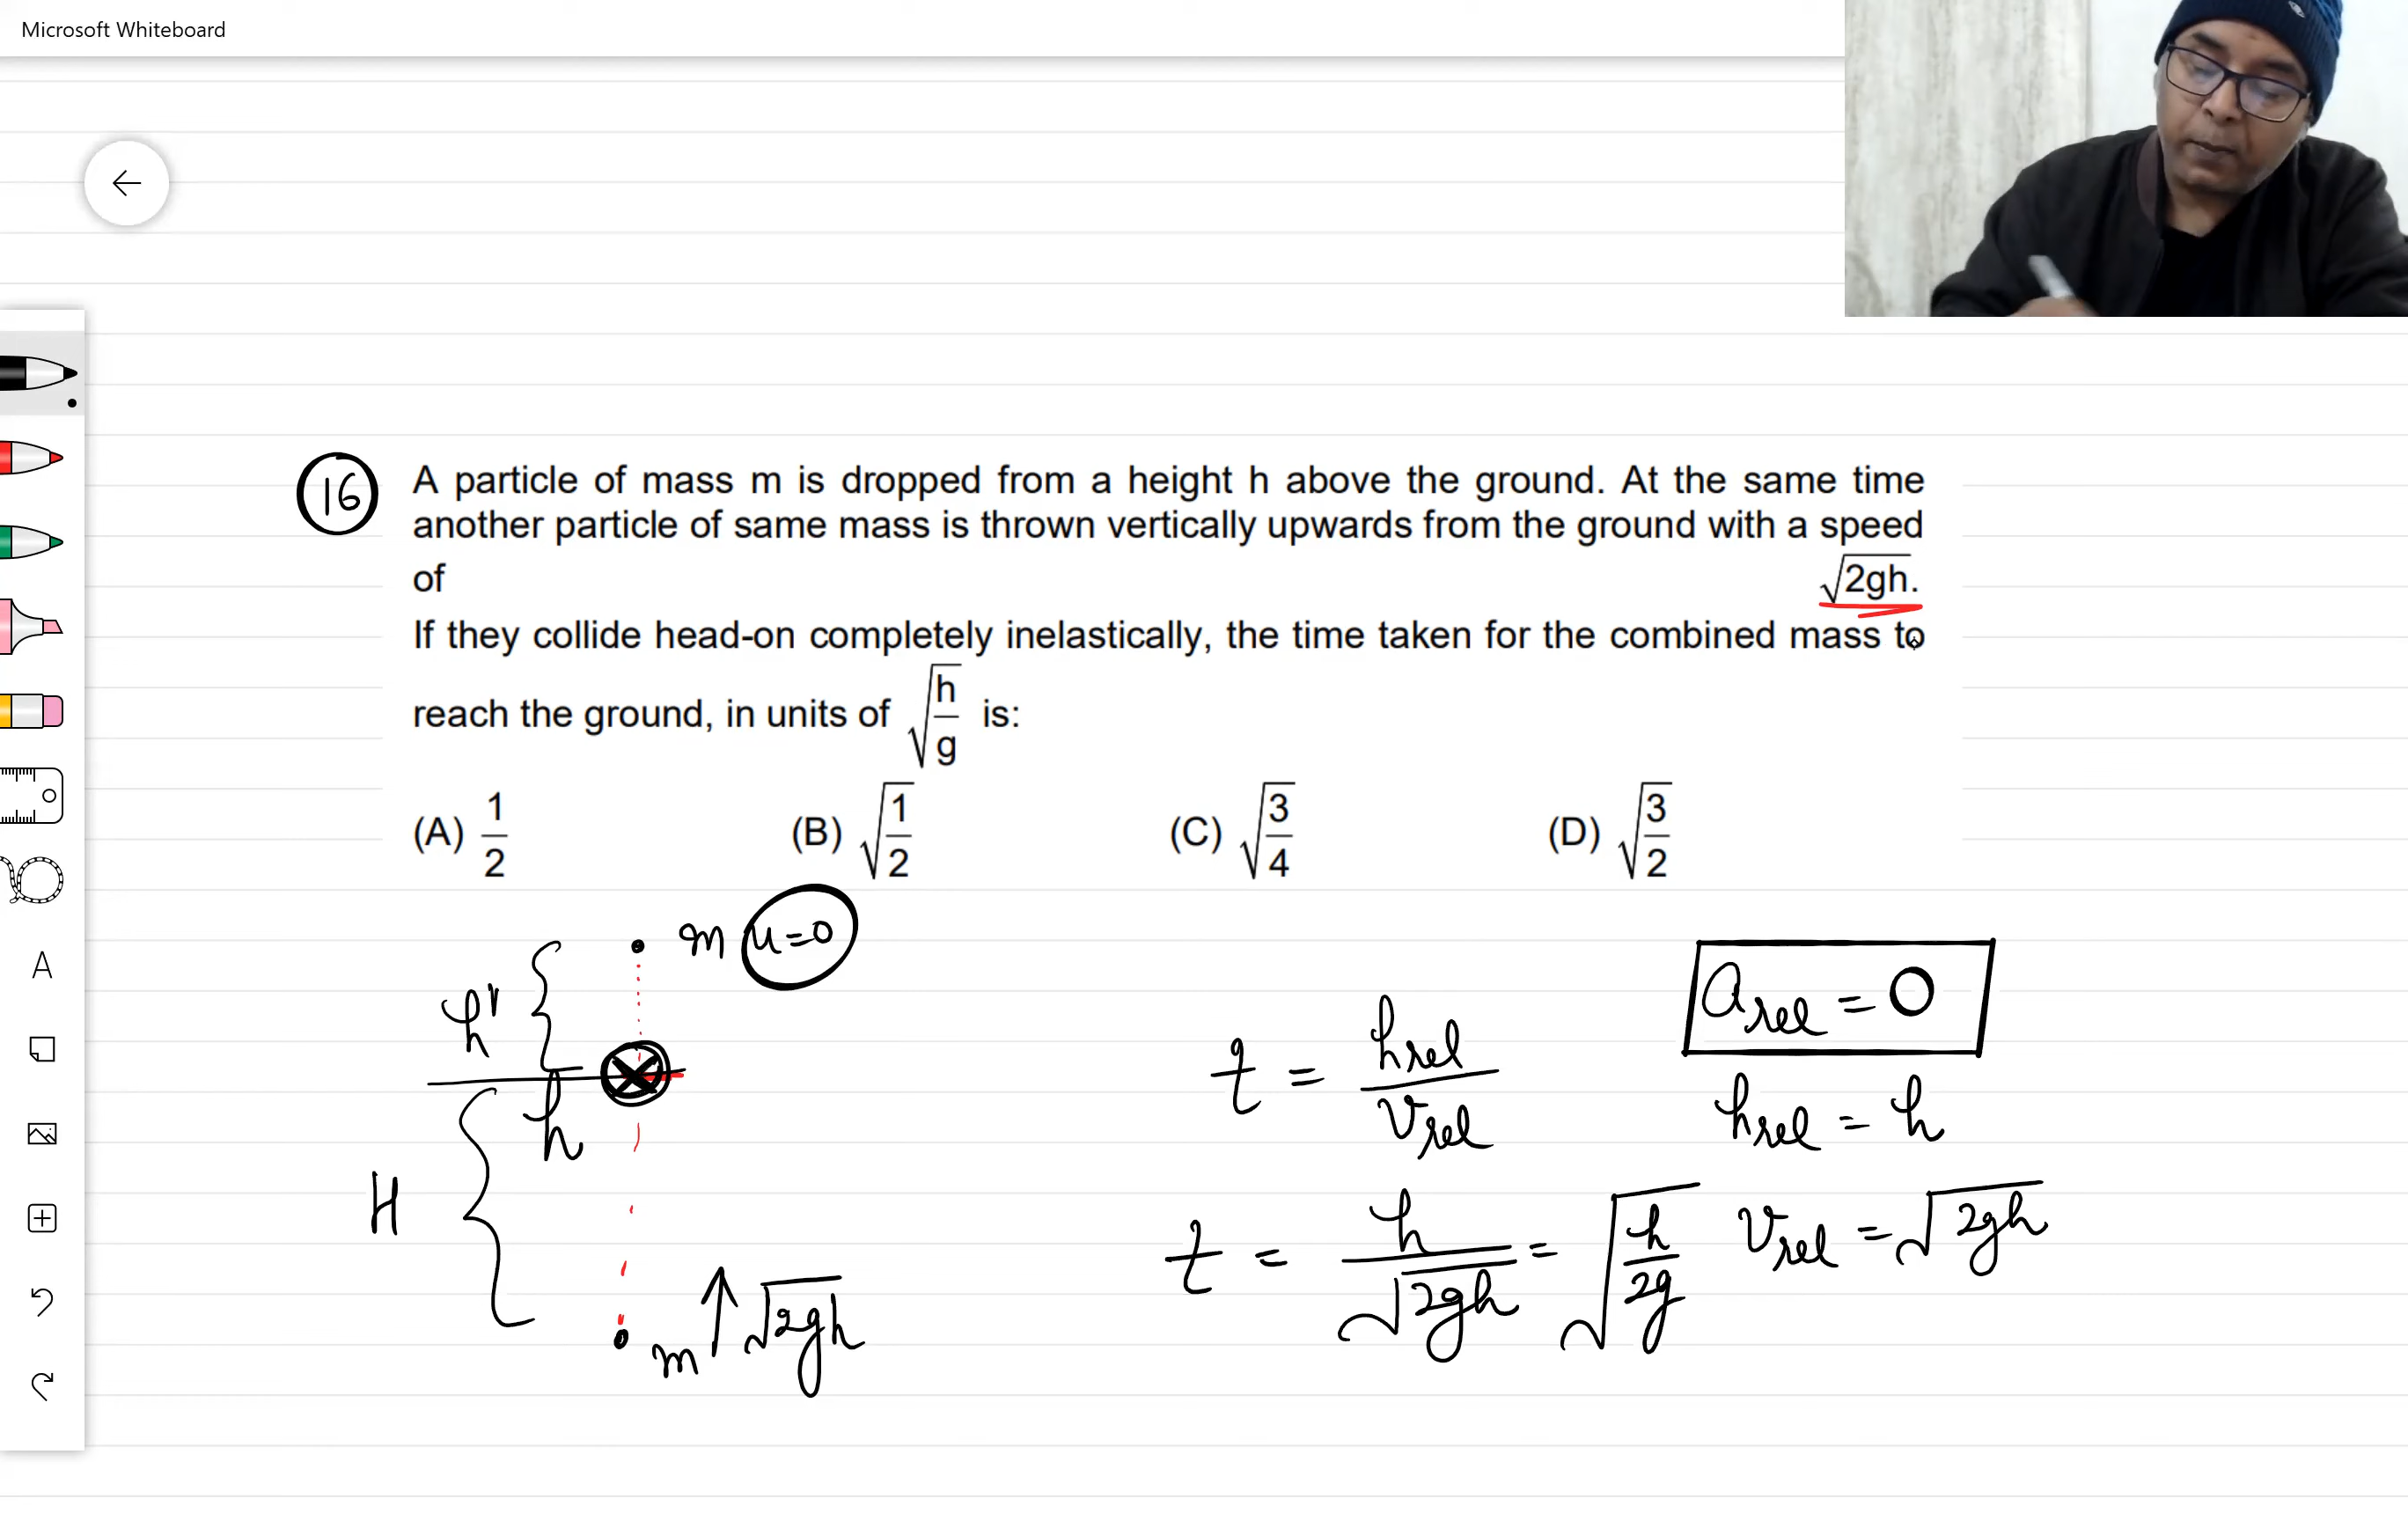 Microsoft Whiteboard
16
A particle of mass m is dropped from a height h above the ground. At the same time
another particle of same mass is thrown vertically upwards from the ground with a speed
of √2gh.
If they collide head-on completely inelastically, the time taken for the combined mass to
reach the ground, in units of √(h/g) is:
(A) 1/2 (B) √(1/2) (C) √(3/4) (D) √(3/2)
m u=0
h'
h
H
m ↑ √2gh
a_rel = 0
t = h_rel / v_rel
h_rel = h
t = h/√2gh = √(h/2g)
v_rel = √2gh
A